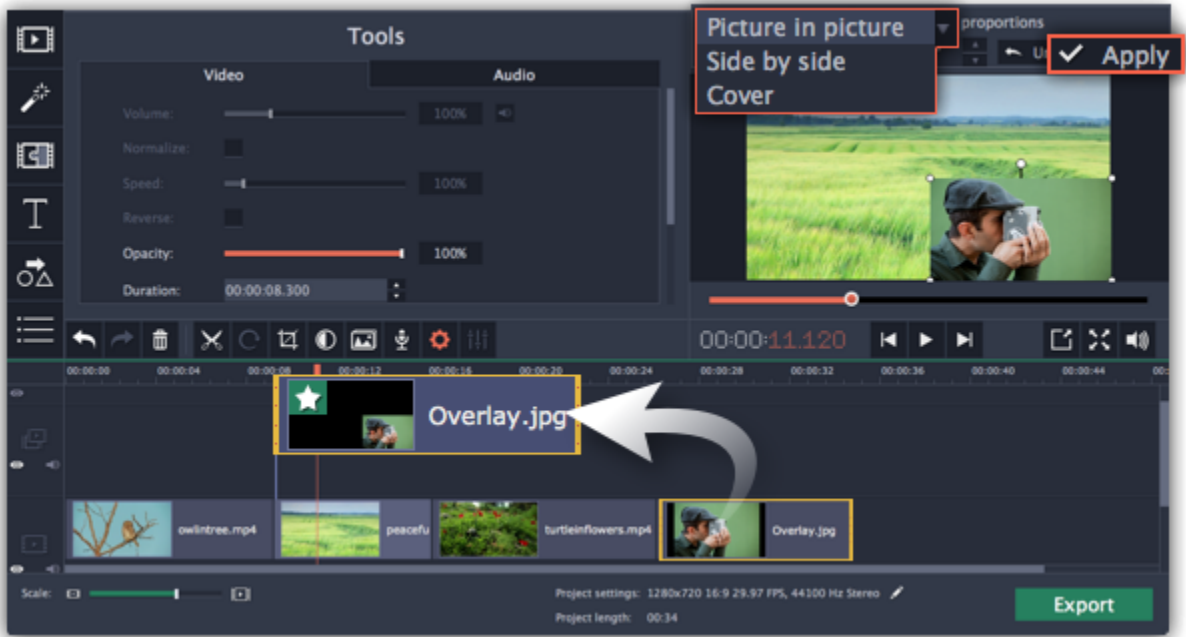 Tools
Video
Audio
Volume:
100%
Normalize:
Speed:
100%
Reverse:
Opacity:
100%
Duration:
00:00:08.300
Picture in picture
Side by side
Cover
proportions
Apply
T
00:00:11.120
00:00:00 00:00:04 00:00:08 00:00:12 00:00:16 00:00:20 00:00:24 00:00:28 00:00:32 00:00:36 00:00:40 00:00:44
Overlay.jpg
owlintree.mp4
peacefu
turtleinflowers.mp4
Overlay.jpg
Scale:
Project settings: 1280x720 16:9 29.97 FPS, 44100 Hz Stereo
Project length: 00:34
Export